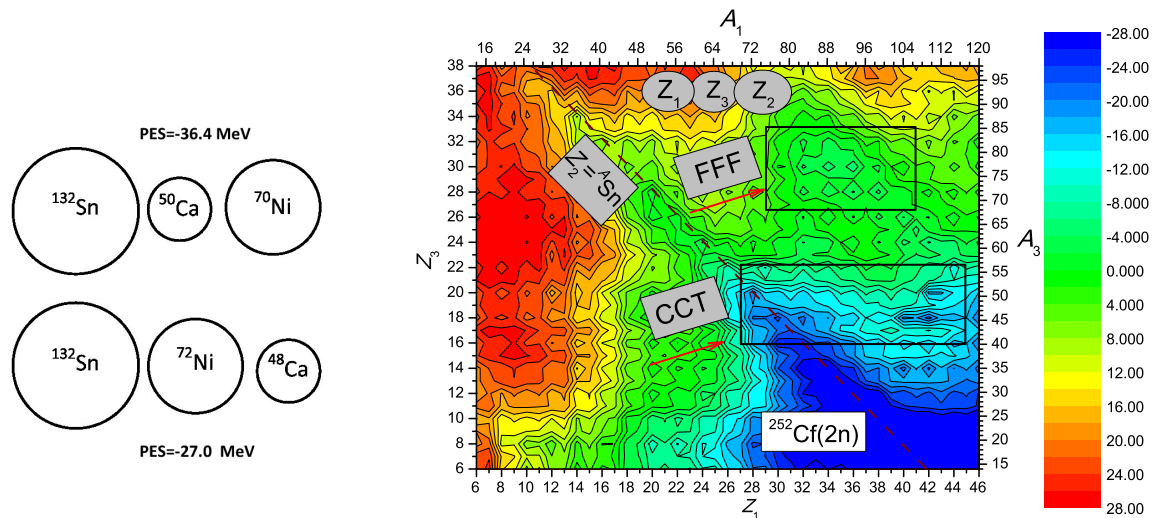 PES=-36.4 MeV
¹³²Sn
⁵⁰Ca
⁷⁰Ni
¹³²Sn
⁷²Ni
⁴⁸Ca
PES=-27.0 MeV
A₁
16 24 32 40 48 56 64 72 80 88 96 104 112 120
38 36 34 32 30 28 26 24 22 20 18 16 14 12 10 8 6
Z₃
Z₁ Z₃ Z₂
Z₂=ᴬSn
FFF
CCT
²⁵²Cf(2n)
6 8 10 12 14 16 18 20 22 24 26 28 30 32 34 36 38 40 42 44 46
Z₁
95 90 85 80 75 70 65 60 55 50 45 40 35 30 25 20 15
A₃
-28.00
-24.00
-20.00
-16.00
-12.00
-8.000
-4.000
0.000
4.000
8.000
12.00
16.00
20.00
24.00
28.00